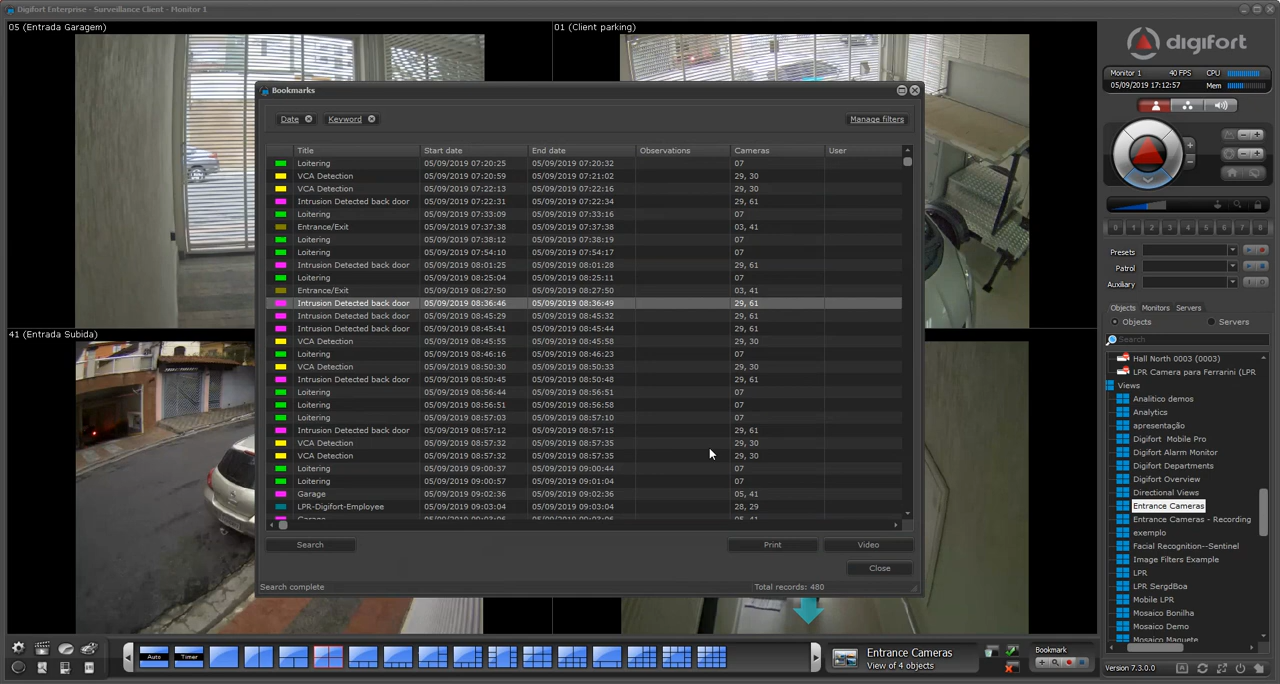 Digifort Enterprise - Surveillance Client - Monitor 1
05 (Entrada Garagem)
01 (Client parking)
digifort
Monitor 1 40 FPS CPU
05/09/2019 17:12:57 Mem
Bookmarks
Date Keyword Manage filters
Title Start date End date Observations Cameras User
Loitering 05/09/2019 07:20:25 05/09/2019 07:20:32 07
VCA Detection 05/09/2019 07:20:59 05/09/2019 07:21:02 29, 30
VCA Detection 05/09/2019 07:22:13 05/09/2019 07:22:16 29, 30
Intrusion Detected back door 05/09/2019 07:22:31 05/09/2019 07:22:34 29, 61
Loitering 05/09/2019 07:33:09 05/09/2019 07:33:16 07
Entrance/Exit 05/09/2019 07:37:38 05/09/2019 07:37:38 03, 41
Loitering 05/09/2019 07:38:12 05/09/2019 07:38:19 07
Loitering 05/09/2019 07:54:10 05/09/2019 07:54:17 07
Intrusion Detected back door 05/09/2019 08:01:25 05/09/2019 08:01:28 29, 61
Loitering 05/09/2019 08:25:04 05/09/2019 08:25:11 07
Entrance/Exit 05/09/2019 08:27:50 05/09/2019 08:27:50 03, 41
Intrusion Detected back door 05/09/2019 08:36:46 05/09/2019 08:36:49 29, 61
Intrusion Detected back door 05/09/2019 08:45:29 05/09/2019 08:45:32 29, 61
Intrusion Detected back door 05/09/2019 08:45:41 05/09/2019 08:45:44 29, 61
VCA Detection 05/09/2019 08:45:55 05/09/2019 08:45:58 29, 30
Loitering 05/09/2019 08:46:16 05/09/2019 08:46:23 07
VCA Detection 05/09/2019 08:50:30 05/09/2019 08:50:33 29, 30
Intrusion Detected back door 05/09/2019 08:50:45 05/09/2019 08:50:48 29, 61
Loitering 05/09/2019 08:56:44 05/09/2019 08:56:51 07
Loitering 05/09/2019 08:56:51 05/09/2019 08:56:58 07
Loitering 05/09/2019 08:57:03 05/09/2019 08:57:10 07
Intrusion Detected back door 05/09/2019 08:57:12 05/09/2019 08:57:15 29, 61
VCA Detection 05/09/2019 08:57:32 05/09/2019 08:57:35 29, 30
VCA Detection 05/09/2019 08:57:32 05/09/2019 08:57:35 29, 30
Loitering 05/09/2019 09:00:37 05/09/2019 09:00:44 07
Loitering 05/09/2019 09:00:57 05/09/2019 09:01:04 07
Garage 05/09/2019 09:02:36 05/09/2019 09:02:36 05, 41
LPR-Digifort-Employee 05/09/2019 09:03:04 05/09/2019 09:03:04 28, 29
Garage 05/09/2019 09:03:06 05/09/2019 09:03:06 05, 41
Search Print Video
Close
Search complete Total records: 480
41 (Entrada Subida)
0 1 2 3 4 5 6 7 8
Presets
Patrol
Auxiliary
Objects Monitors Servers
Objects Servers
Search
Hall North 0003 (0003)
LPR Camera para Ferrarini (LPR
Views
Analitico demos
Analytics
apresentação
Digifort Mobile Pro
Digifort Alarm Monitor
Digifort Departments
Digifort Overview
Directional Views
Entrance Cameras
Entrance Cameras - Recording
exemplo
Facial Recognition--Sentinel
Image Filters Example
LPR
LPR SergdBoa
Mobile LPR
Mosaico Bonilha
Mosaico Demo
Mosaico Maquete
Auto Timer
Entrance Cameras
View of 4 objects
Bookmark
Version 7.3.0.0